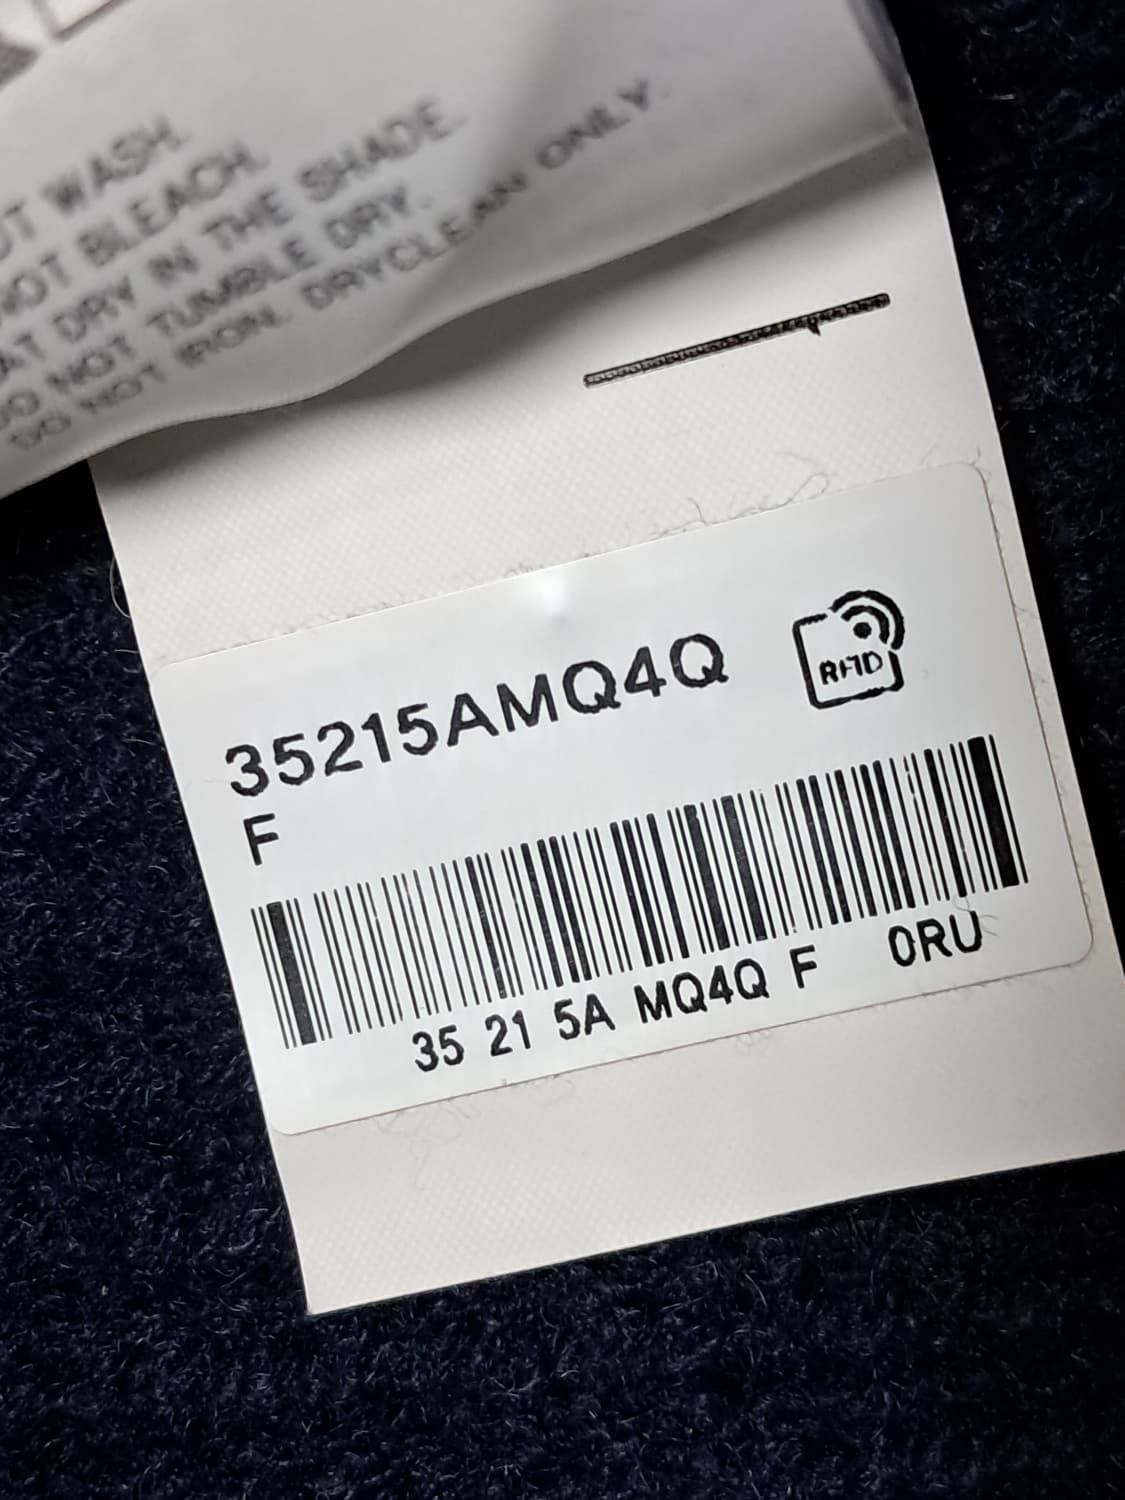 WASH.
NOT BLEACH.
DRY IN THE SHADE.
DO NOT TUMBLE DRY.
DO NOT IRON. DRYCLEAN ONLY.
35215AMQ4Q
RFID
F
35 21 5A MQ4Q F 0RU